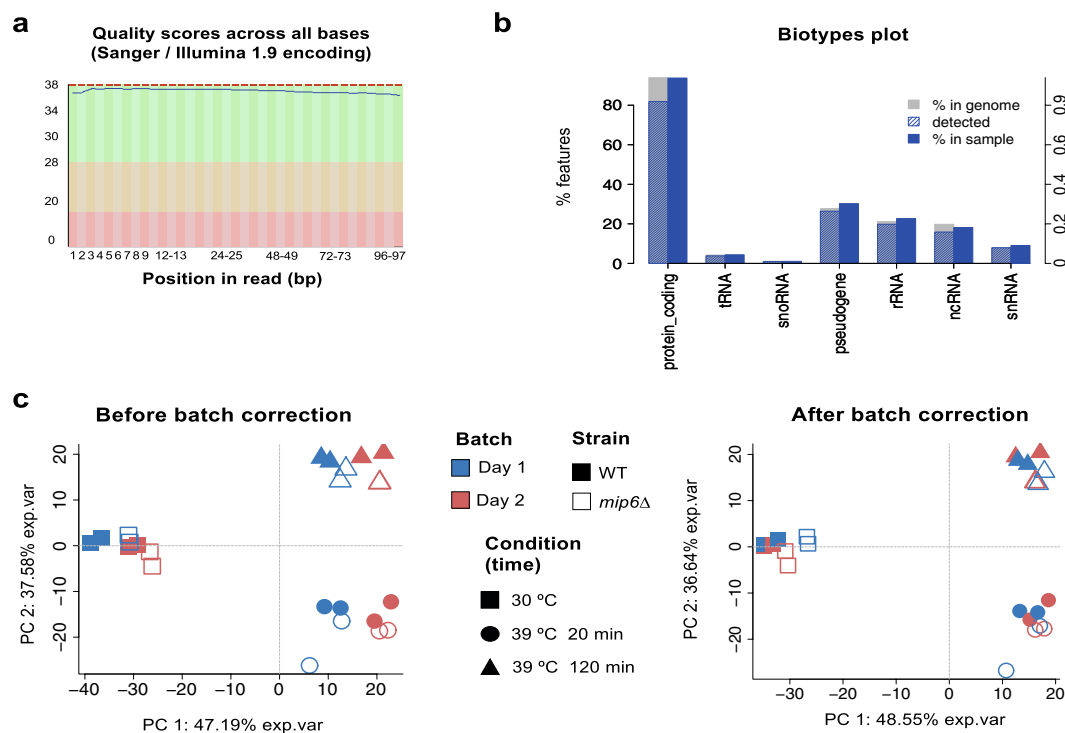 a
Quality scores across all bases
(Sanger / Illumina 1.9 encoding)
38
34
30
28
20
0
1 2 3 4 5 6 7 8 9 12-13 24-25 48-49 72-73 96-97
Position in read (bp)
b
Biotypes plot
% features
80
60
40
20
0
% in genome
detected
% in sample
0.9
0.6
0.4
0.2
0
protein_coding
tRNA
snoRNA
pseudogene
rRNA
ncRNA
snRNA
c
Before batch correction
PC 2: 37.58% exp.var
20
10
0
−10
−20
−40 −30 −20 −10 0 10 20
PC 1: 47.19% exp.var
Batch
Day 1
Day 2
Strain
WT
mip6Δ
Condition
(time)
30 ºC
39 ºC 20 min
39 ºC 120 min
After batch correction
PC 2: 36.64% exp.var
20
10
0
−10
−20
−30 −20 −10 0 10 20
PC 1: 48.55% exp.var